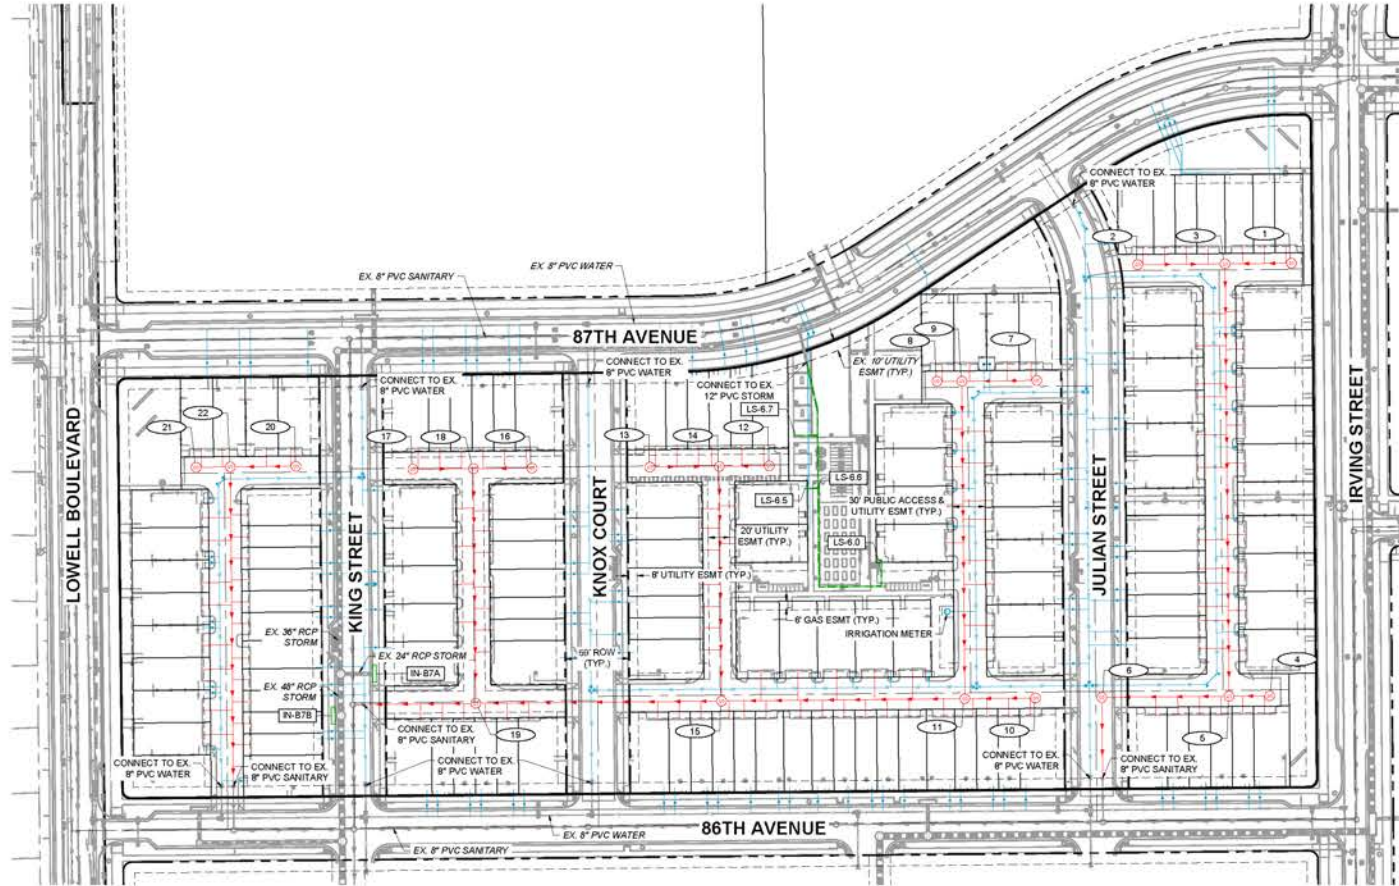 CONNECT TO EX.
8" PVC WATER
2
3
1
EX. 8" PVC SANITARY
EX. 8" PVC WATER
87TH AVENUE
9
8
7
EX. 10' UTILITY
ESMT (TYP.)
CONNECT TO EX.
8" PVC WATER
CONNECT TO EX.
8" PVC WATER
CONNECT TO EX.
12" PVC STORM
LS-6.7
22
21
20
17
18
16
13
14
12
LS-6.6
LS-6.5
30' PUBLIC ACCESS &
UTILITY ESMT (TYP.)
LS-6.0
20' UTILITY
ESMT (TYP.)
8' UTILITY ESMT (TYP.)
6' GAS ESMT (TYP.)
IRRIGATION METER
LOWELL BOULEVARD
KING STREET
KNOX COURT
JULIAN STREET
IRVING STREET
EX. 36" RCP
STORM
EX. 24" RCP STORM
IN-B7A
59' ROW
(TYP.)
EX. 48" RCP
STORM
IN-B7B
6
4
19
15
11
10
5
CONNECT TO EX.
8" PVC SANITARY
CONNECT TO EX.
8" PVC WATER
CONNECT TO EX.
8" PVC WATER
CONNECT TO EX.
8" PVC SANITARY
CONNECT TO EX.
8" PVC WATER
CONNECT TO EX.
8" PVC SANITARY
86TH AVENUE
EX. 8" PVC WATER
EX. 8" PVC SANITARY